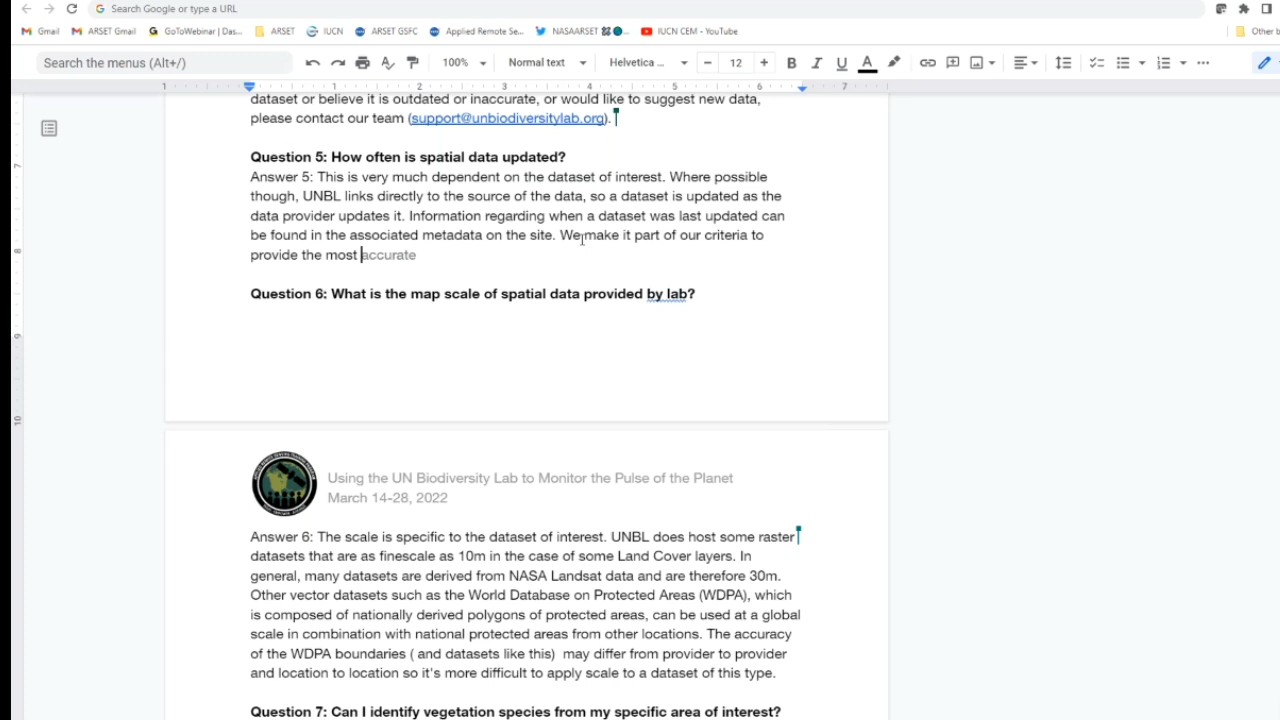 Search Google or type a URL
Gmail ARSET Gmail GoToWebinar | Das... ARSET IUCN ARSET GSFC Applied Remote Se... NASAARSET IUCN CEM - YouTube Other b
Search the menus (Alt+/) 100% Normal text Helvetica ... 12 B I U A
1 1 2 3 4 5 6 7
dataset or believe it is outdated or inaccurate, or would like to suggest new data,
please contact our team (support@unbiodiversitylab.org).
Question 5: How often is spatial data updated?
Answer 5: This is very much dependent on the dataset of interest. Where possible
though, UNBL links directly to the source of the data, so a dataset is updated as the
data provider updates it. Information regarding when a dataset was last updated can
be found in the associated metadata on the site. We make it part of our criteria to
provide the most accurate
Question 6: What is the map scale of spatial data provided by lab?
7
8
9
10
Using the UN Biodiversity Lab to Monitor the Pulse of the Planet
March 14-28, 2022
Answer 6: The scale is specific to the dataset of interest. UNBL does host some raster
datasets that are as finescale as 10m in the case of some Land Cover layers. In
general, many datasets are derived from NASA Landsat data and are therefore 30m.
Other vector datasets such as the World Database on Protected Areas (WDPA), which
is composed of nationally derived polygons of protected areas, can be used at a global
scale in combination with national protected areas from other locations. The accuracy
of the WDPA boundaries ( and datasets like this)  may differ from provider to provider
and location to location so it's more difficult to apply scale to a dataset of this type.
Question 7: Can I identify vegetation species from my specific area of interest?